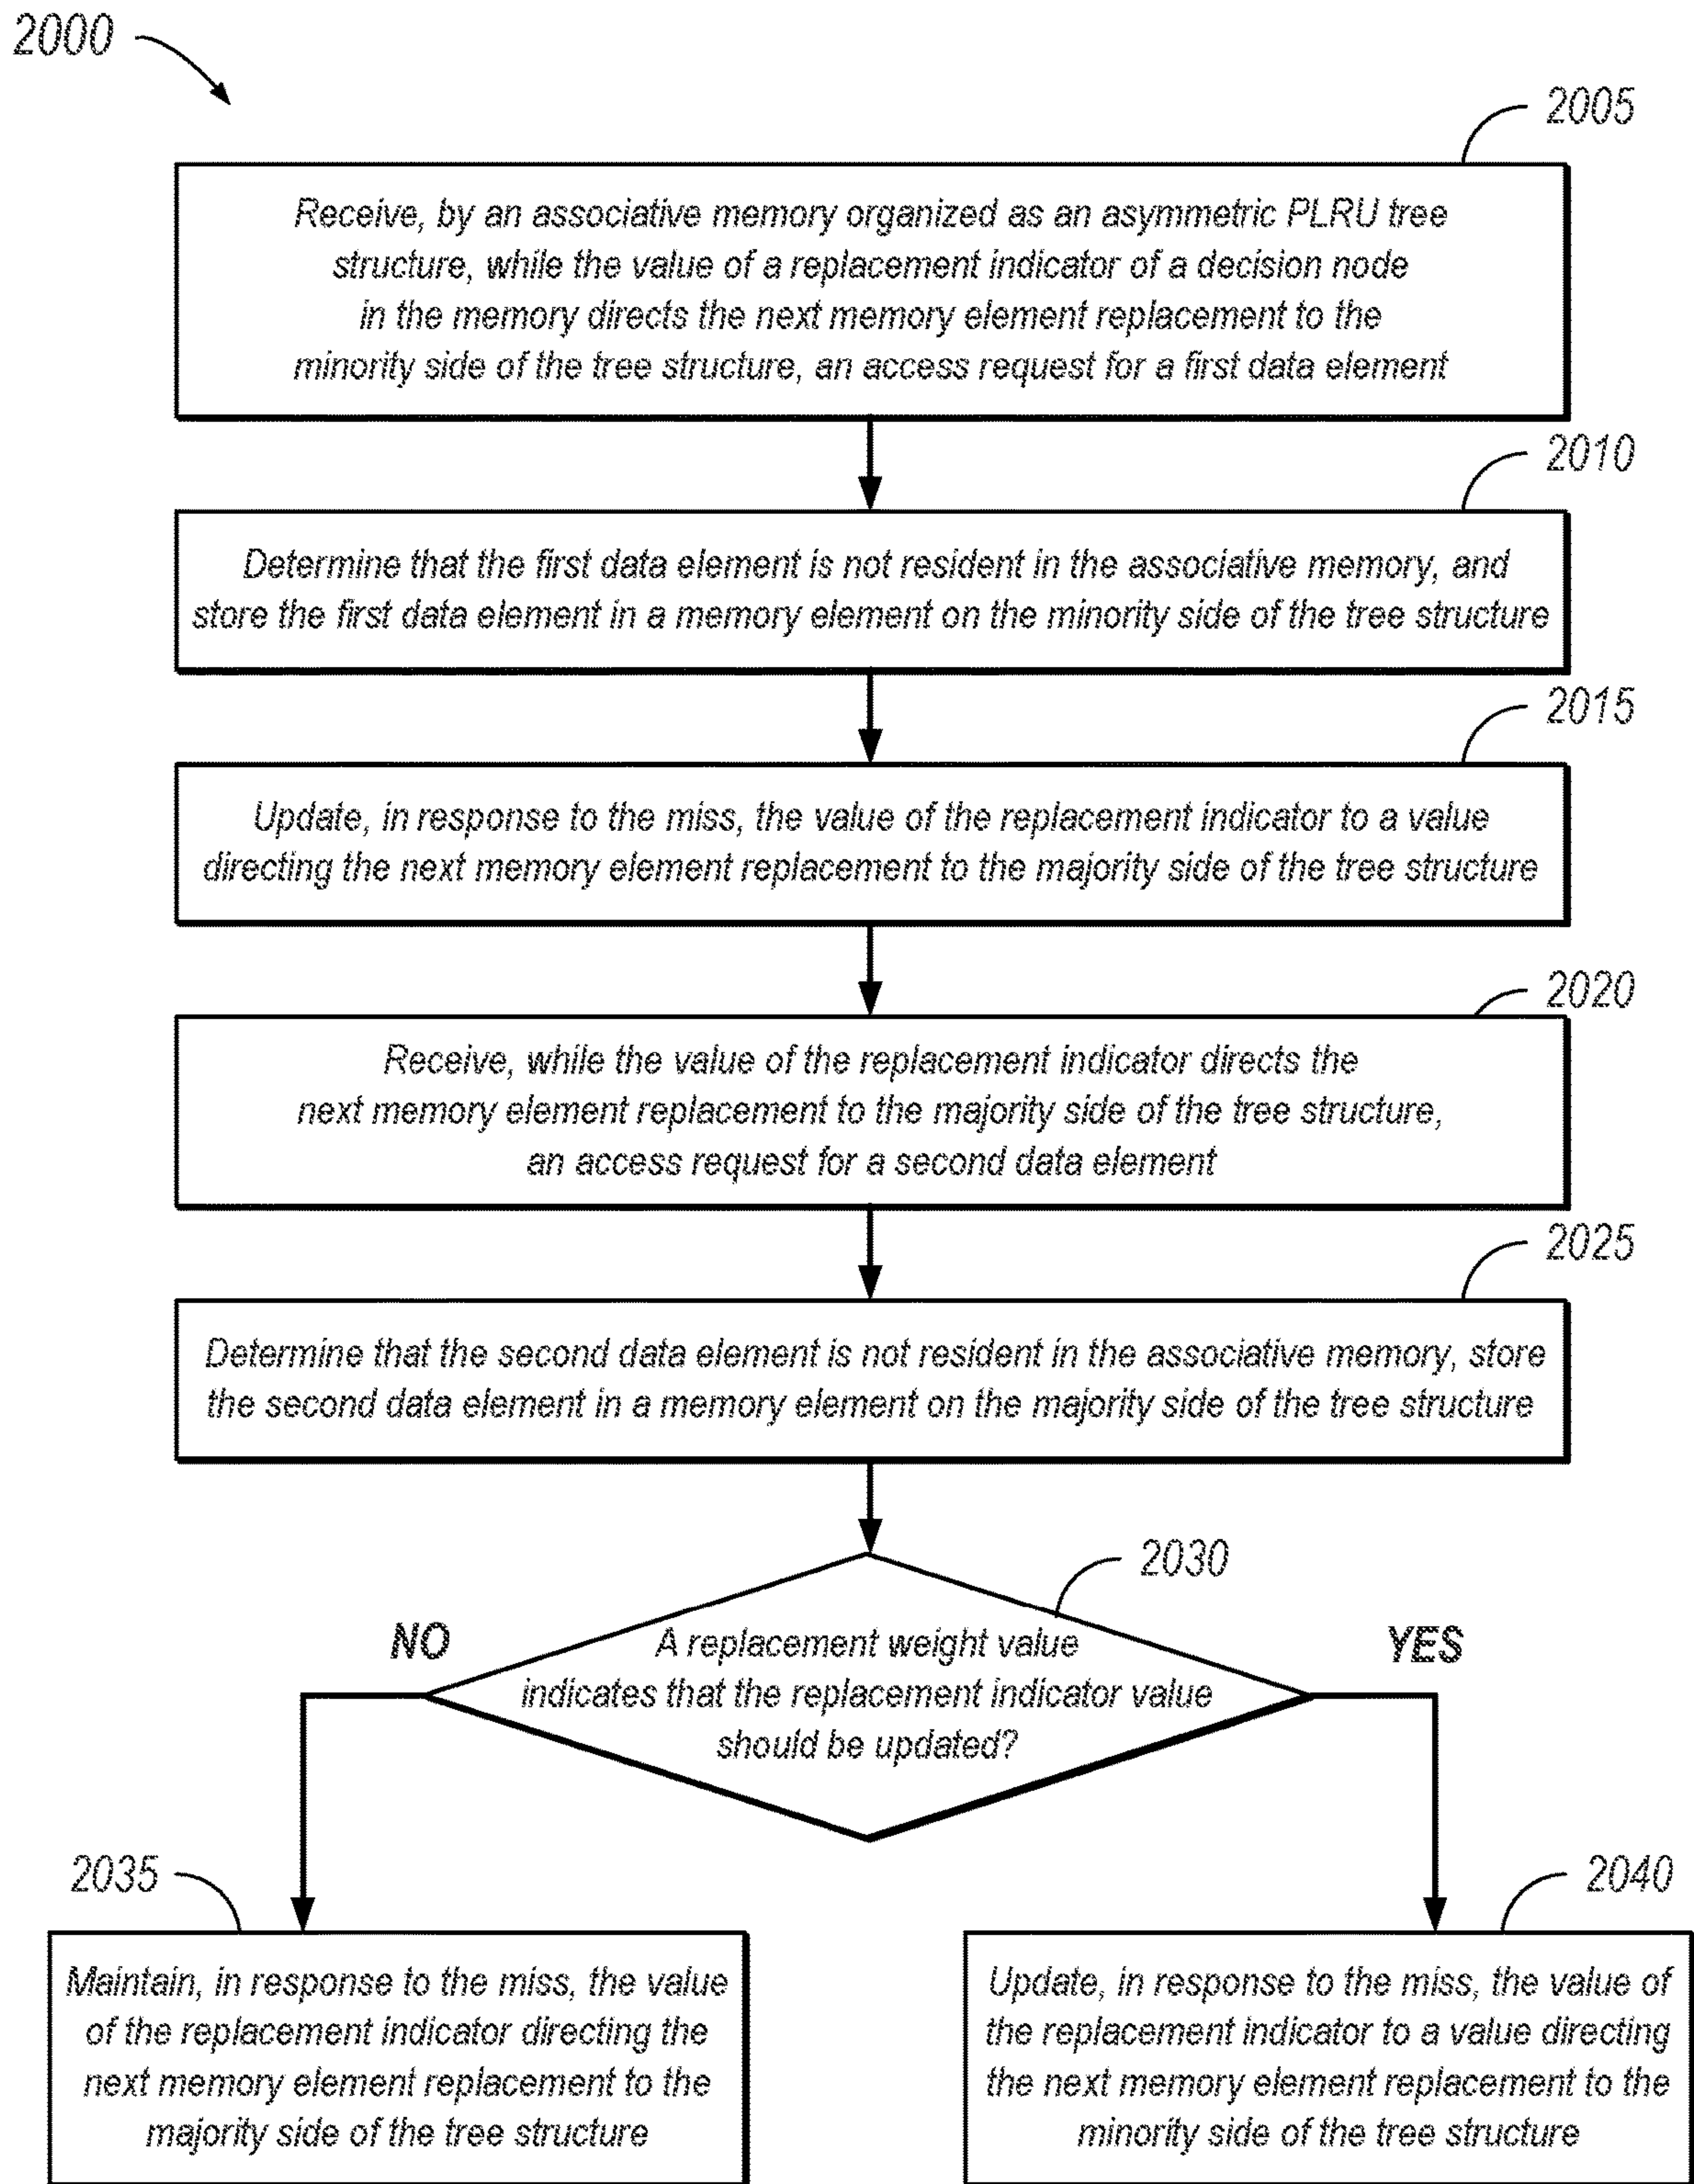 2000
2005
Receive, by an associative memory organized as an asymmetric PLRU tree
structure, while the value of a replacement indicator of a decision node
in the memory directs the next memory element replacement to the
minority side of the tree structure, an access request for a first data element
2010
Determine that the first data element is not resident in the associative memory, and
store the first data element in a memory element on the minority side of the tree structure
2015
Update, in response to the miss, the value of the replacement indicator to a value
directing the next memory element replacement to the majority side of the tree structure
2020
Receive, while the value of the replacement indicator directs the
next memory element replacement to the majority side of the tree structure,
an access request for a second data element
2025
Determine that the second data element is not resident in the associative memory, store
the second data element in a memory element on the majority side of the tree structure
2030
NO
A replacement weight value
indicates that the replacement indicator value
should be updated?
YES
2035
Maintain, in response to the miss, the value
of the replacement indicator directing the
next memory element replacement to the
majority side of the tree structure
2040
Update, in response to the miss, the value of
the replacement indicator to a value directing
the next memory element replacement to the
minority side of the tree structure